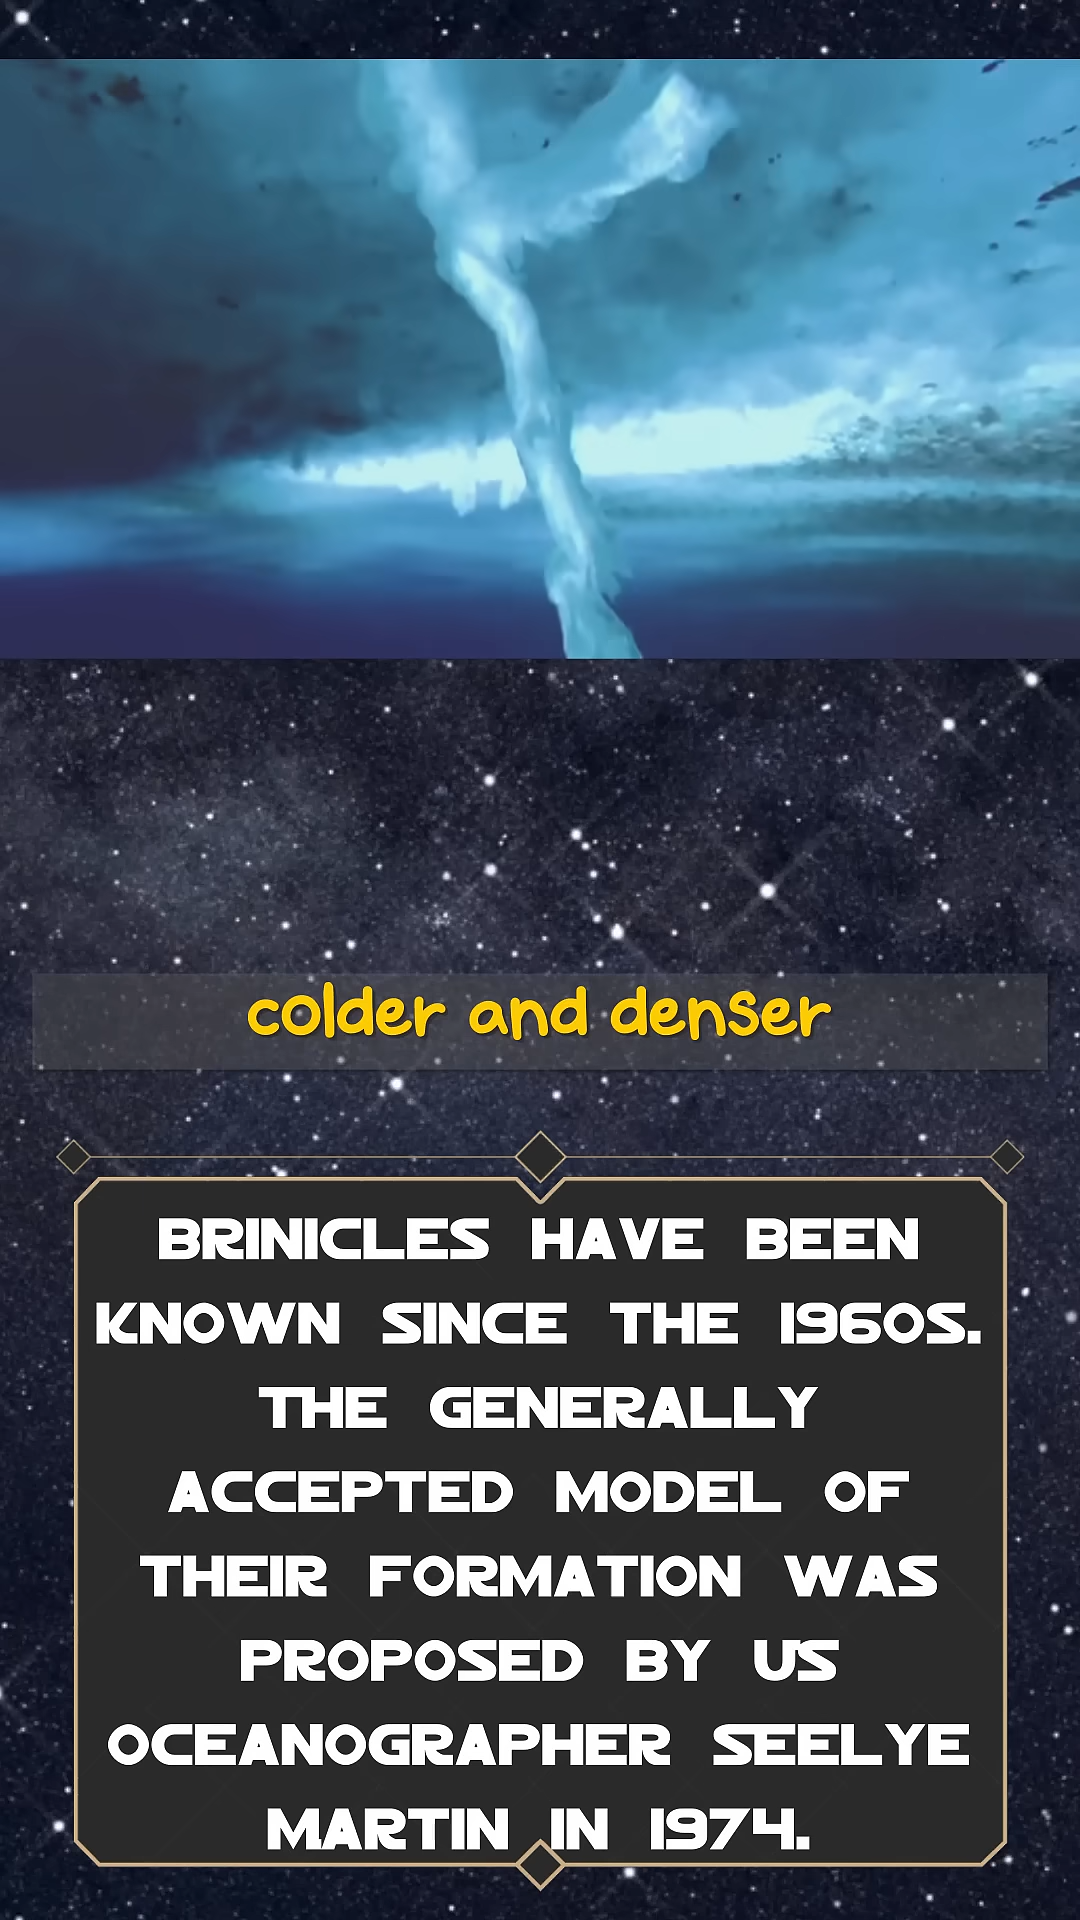 colder and denser
BRINICLES HAVE BEEN
KNOWN SINCE THE 1960S.
THE GENERALLY
ACCEPTED MODEL OF
THEIR FORMATION WAS
PROPOSED BY US
OCEANOGRAPHER SEELYE
MARTIN IN 1974.